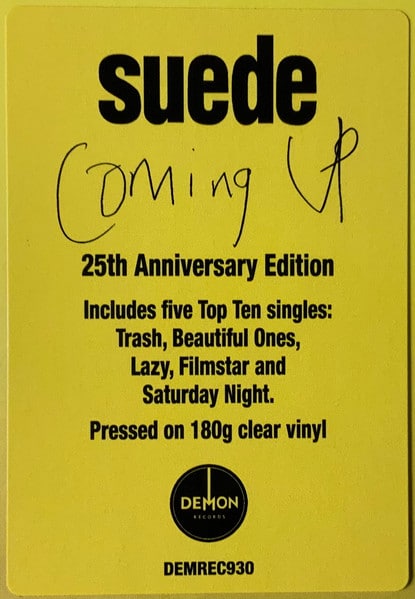 suede
Coming Up
25th Anniversary Edition
Includes five Top Ten singles:
Trash, Beautiful Ones,
Lazy, Filmstar and
Saturday Night.
Pressed on 180g clear vinyl
DEMON
RECORDS
DEMREC930